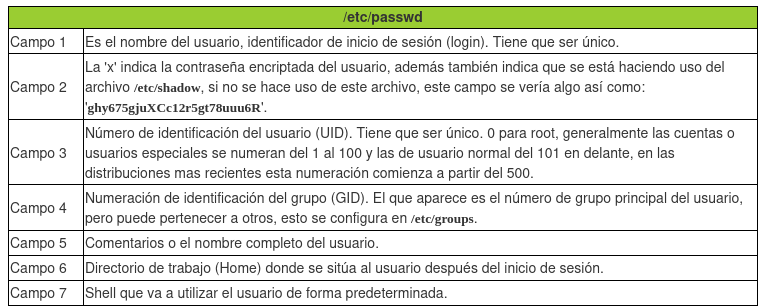 /etc/passwd
Campo 1 Es el nombre del usuario, identificador de inicio de sesión (login). Tiene que ser único.
La 'x' indica la contraseña encriptada del usuario, además también indica que se está haciendo uso del
Campo 2 archivo /etc/shadow, si no se hace uso de este archivo, este campo se vería algo así como:
'ghy675gjuXCc12r5gt78uuu6R'.
Número de identificación del usuario (UID). Tiene que ser único. 0 para root, generalmente las cuentas o
Campo 3 usuarios especiales se numeran del 1 al 100 y las de usuario normal del 101 en delante, en las
distribuciones mas recientes esta numeración comienza a partir del 500.
Campo 4 Numeración de identificación del grupo (GID). El que aparece es el número de grupo principal del usuario,
pero puede pertenecer a otros, esto se configura en /etc/groups.
Campo 5 Comentarios o el nombre completo del usuario.
Campo 6 Directorio de trabajo (Home) donde se sitúa al usuario después del inicio de sesión.
Campo 7 Shell que va a utilizar el usuario de forma predeterminada.